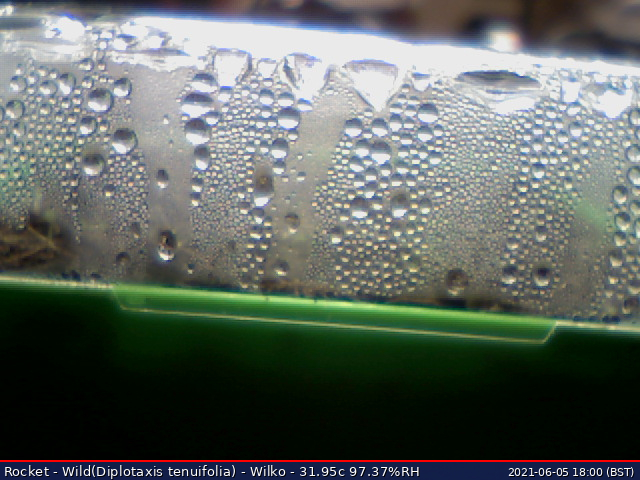 Rocket - Wild(Diplotaxis tenuifolia) - Wilko - 31.95c 97.37%RH 2021-06-05 18:00 (BST)